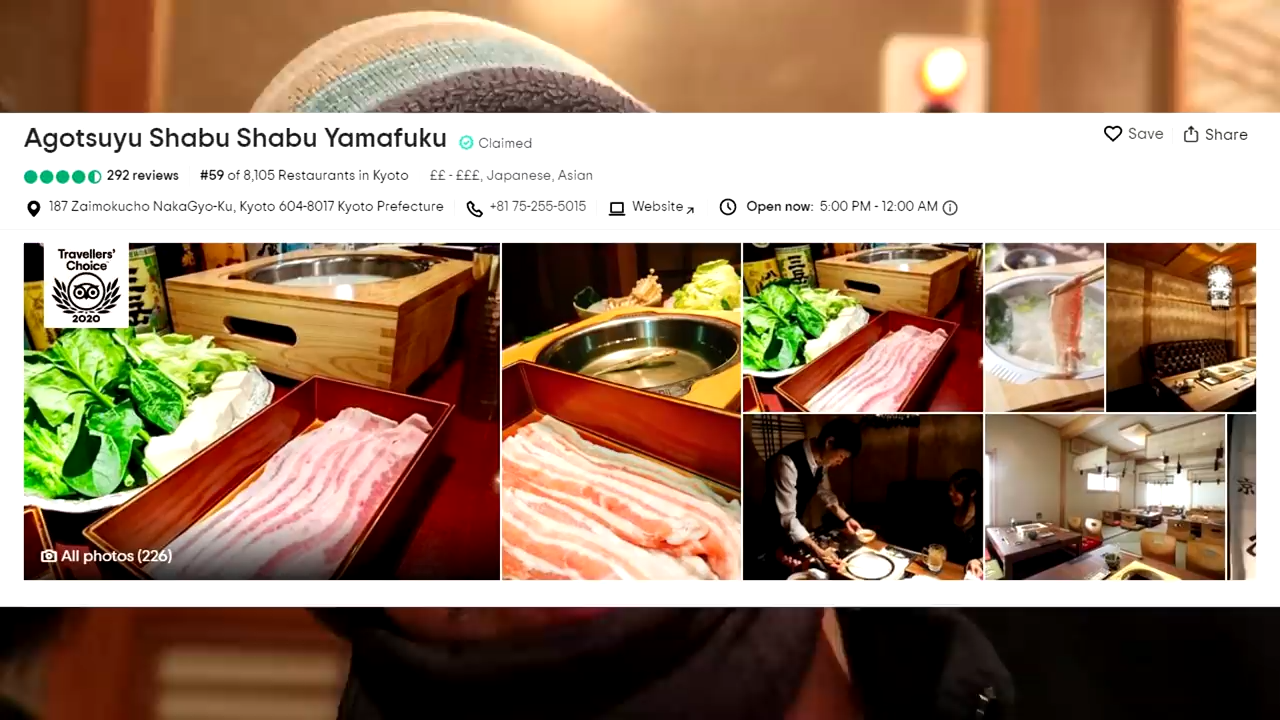 Agotsuyu Shabu Shabu Yamafuku Claimed
Save Share
292 reviews #59 of 8,105 Restaurants in Kyoto ££ - £££, Japanese, Asian
187 Zaimokucho NakaGyo-Ku, Kyoto 604-8017 Kyoto Prefecture +81 75-255-5015 Website Open now: 5:00 PM - 12:00 AM
Travellers'
Choice
2020
京
All photos (226)